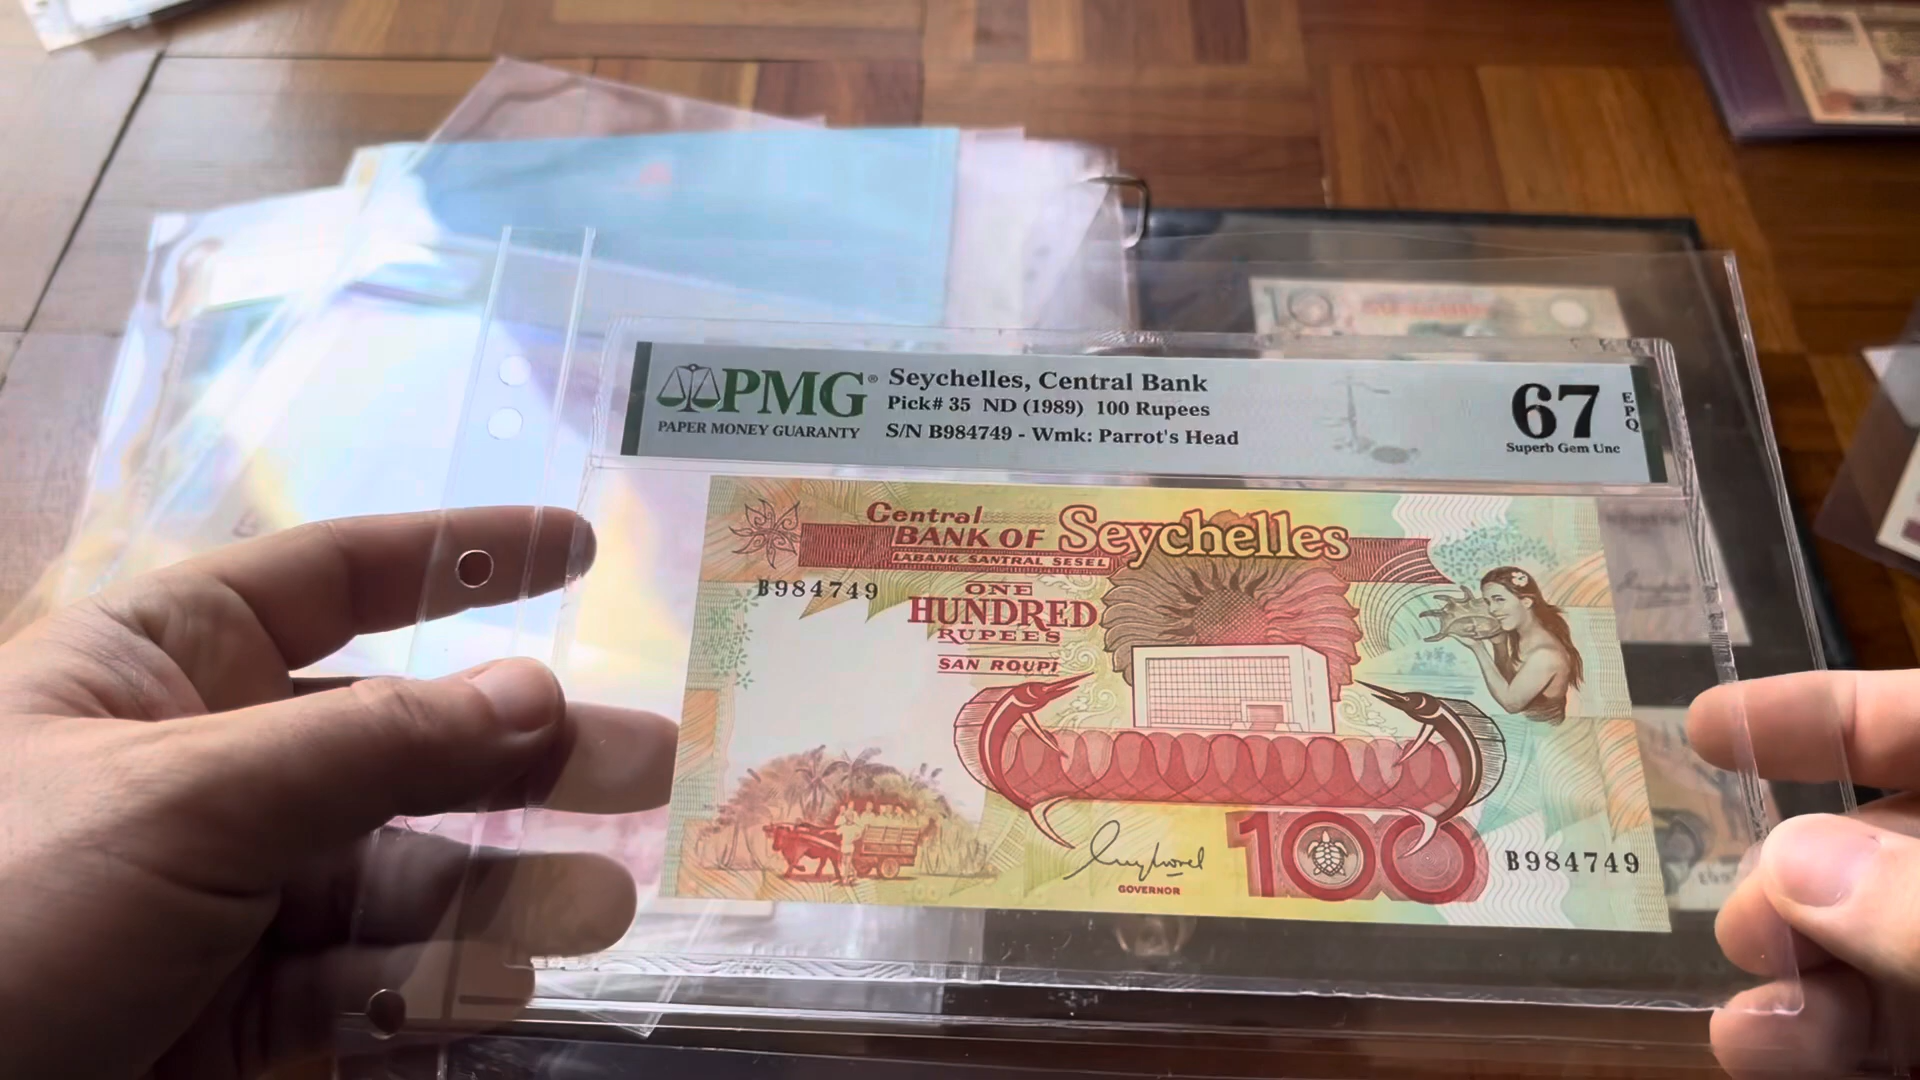 PMG®
PAPER MONEY GUARANTY
Seychelles, Central Bank
Pick# 35 ND (1989) 100 Rupees
S/N B984749 - Wmk: Parrot's Head
67
EPQ
Superb Gem Unc
Central
BANK OF Seychelles
LABANK SANTRAL SESEL
B984749
ONE
HUNDRED
RUPEES
SAN ROUPI
GOVERNOR
100
B984749